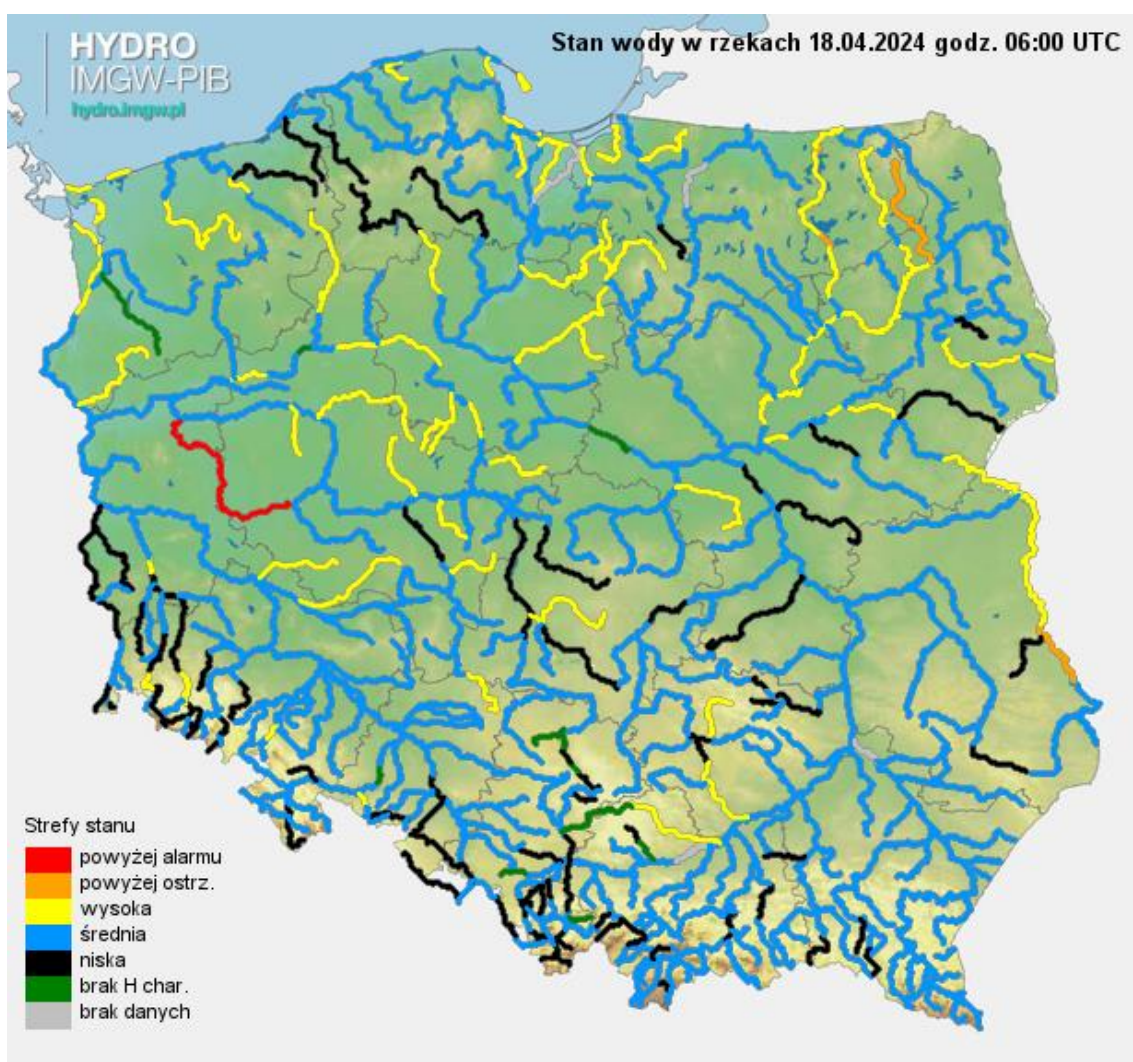 HYDRO
IMGW-PIB
hydro.imgw.pl
Stan wody w rzekach 18.04.2024 godz. 06:00 UTC
Strefy stanu
powyżej alarmu
powyżej ostrz.
wysoka
średnia
niska
brak H char.
brak danych